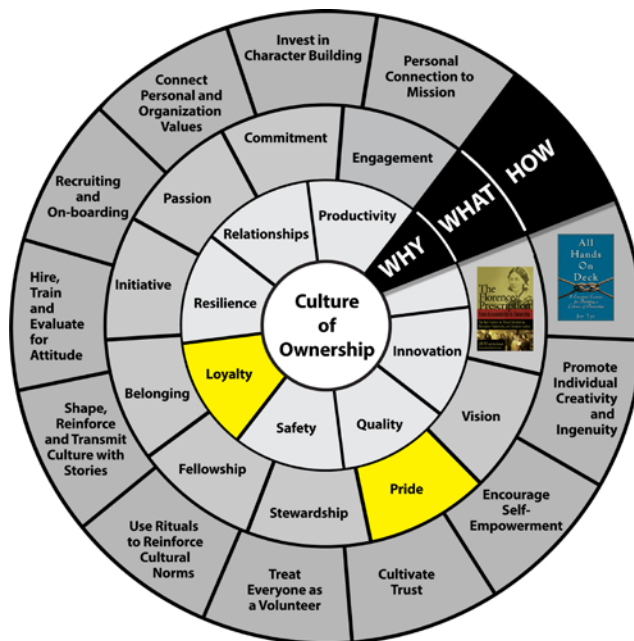 Culture
of
Ownership
WHY
WHAT
HOW
Productivity
Relationships
Resilience
Loyalty
Safety
Quality
Innovation
Engagement
Commitment
Passion
Initiative
Belonging
Fellowship
Stewardship
Pride
Vision
Personal
Connection to
Mission
Invest in
Character Building
Connect
Personal and
Organization
Values
Recruiting
and
On-boarding
Hire,
Train
and
Evaluate
for
Attitude
Shape,
Reinforce
and Transmit
Culture with
Stories
Use Rituals
to Reinforce
Cultural
Norms
Treat
Everyone as
a Volunteer
Cultivate
Trust
Encourage
Self-
Empowerment
Promote
Individual
Creativity
and
Ingenuity
The
Florence
Prescription
All
Hands
On
Deck
Joe Tye